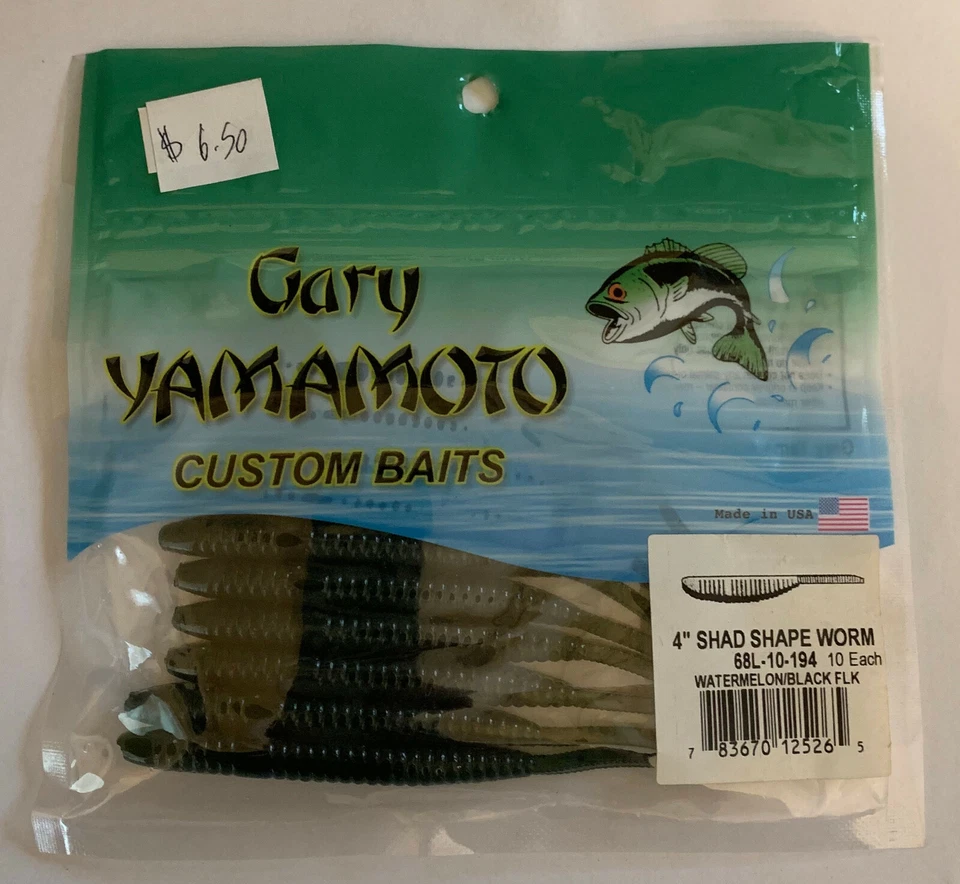 $ 6.50
Gary
YAMAMOTO
CUSTOM BAITS
Made in USA
4" SHAD SHAPE WORM
68L-10-194 10 Each
WATERMELON/BLACK FLK
7 83670 12526 5